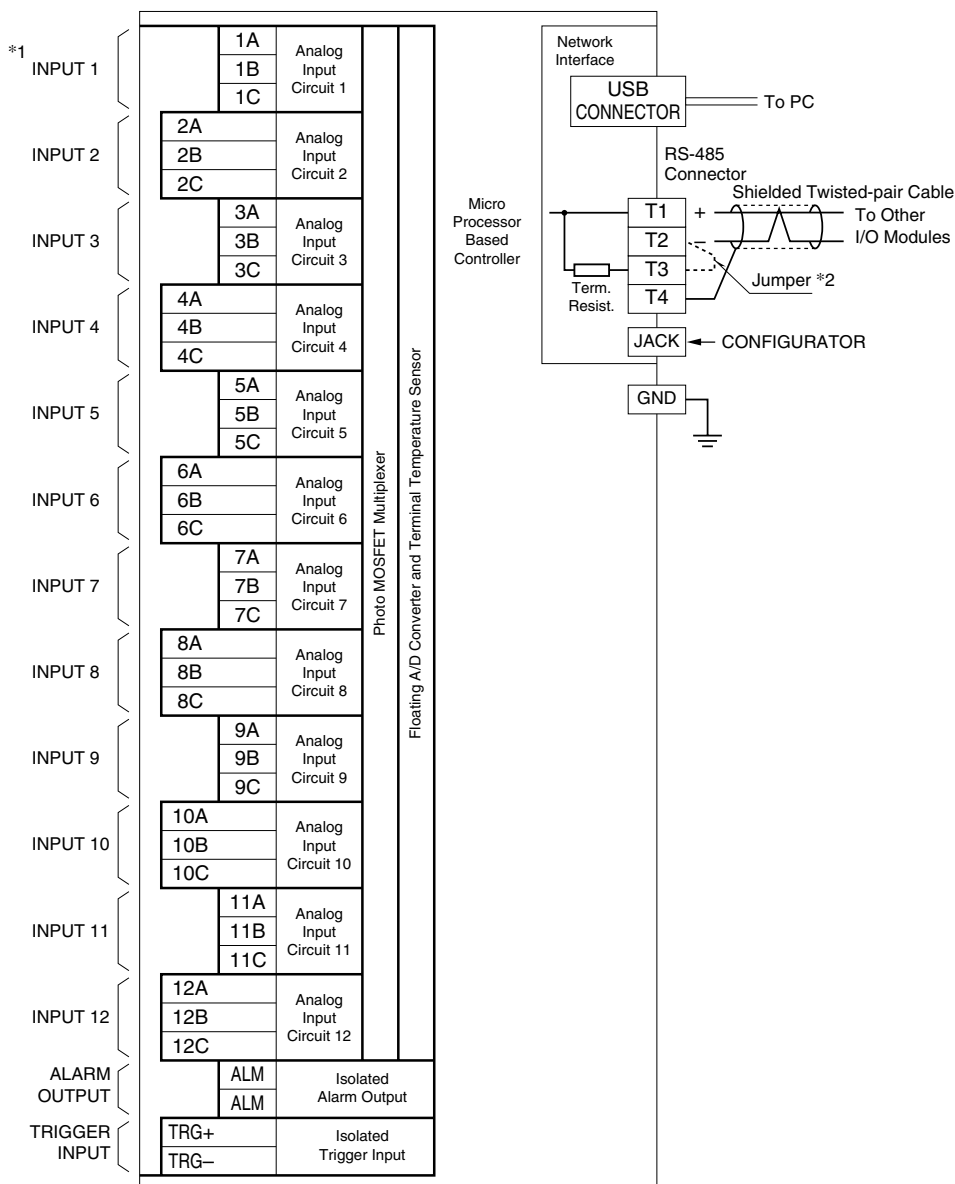 *1
INPUT 1
1A
1B
1C
Analog
Input
Circuit 1
INPUT 2
2A
2B
2C
Analog
Input
Circuit 2
INPUT 3
3A
3B
3C
Analog
Input
Circuit 3
INPUT 4
4A
4B
4C
Analog
Input
Circuit 4
INPUT 5
5A
5B
5C
Analog
Input
Circuit 5
INPUT 6
6A
6B
6C
Analog
Input
Circuit 6
INPUT 7
7A
7B
7C
Analog
Input
Circuit 7
INPUT 8
8A
8B
8C
Analog
Input
Circuit 8
INPUT 9
9A
9B
9C
Analog
Input
Circuit 9
INPUT 10
10A
10B
10C
Analog
Input
Circuit 10
INPUT 11
11A
11B
11C
Analog
Input
Circuit 11
INPUT 12
12A
12B
12C
Analog
Input
Circuit 12
ALARM
OUTPUT
ALM
ALM
Isolated
Alarm Output
TRIGGER
INPUT
TRG+
TRG–
Isolated
Trigger Input
Photo MOSFET Multiplexer
Floating A/D Converter and Terminal Temperature Sensor
Micro
Processor
Based
Controller
Network
Interface
USB
CONNECTOR
To PC
RS-485
Connector
Shielded Twisted-pair Cable
T1
+
To Other
I/O Modules
T2
–
T3
Term.
Resist.
Jumper *2
T4
JACK
CONFIGURATOR
GND